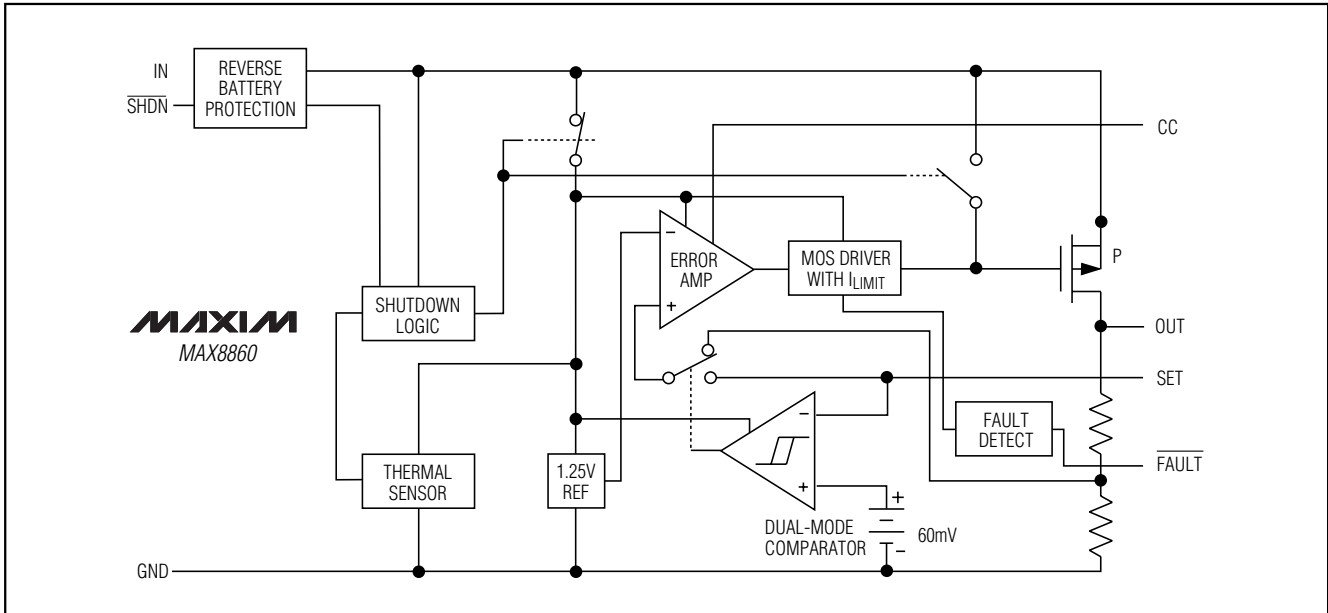 IN
SHDN
REVERSE
BATTERY
PROTECTION
CC
−
ERROR
AMP
+
MOS DRIVER
WITH ILIMIT
P
SHUTDOWN
LOGIC
MAXIM
MAX8860
OUT
SET
−
+
FAULT
DETECT
FAULT
THERMAL
SENSOR
1.25V
REF
DUAL-MODE
COMPARATOR
+
60mV
−
GND